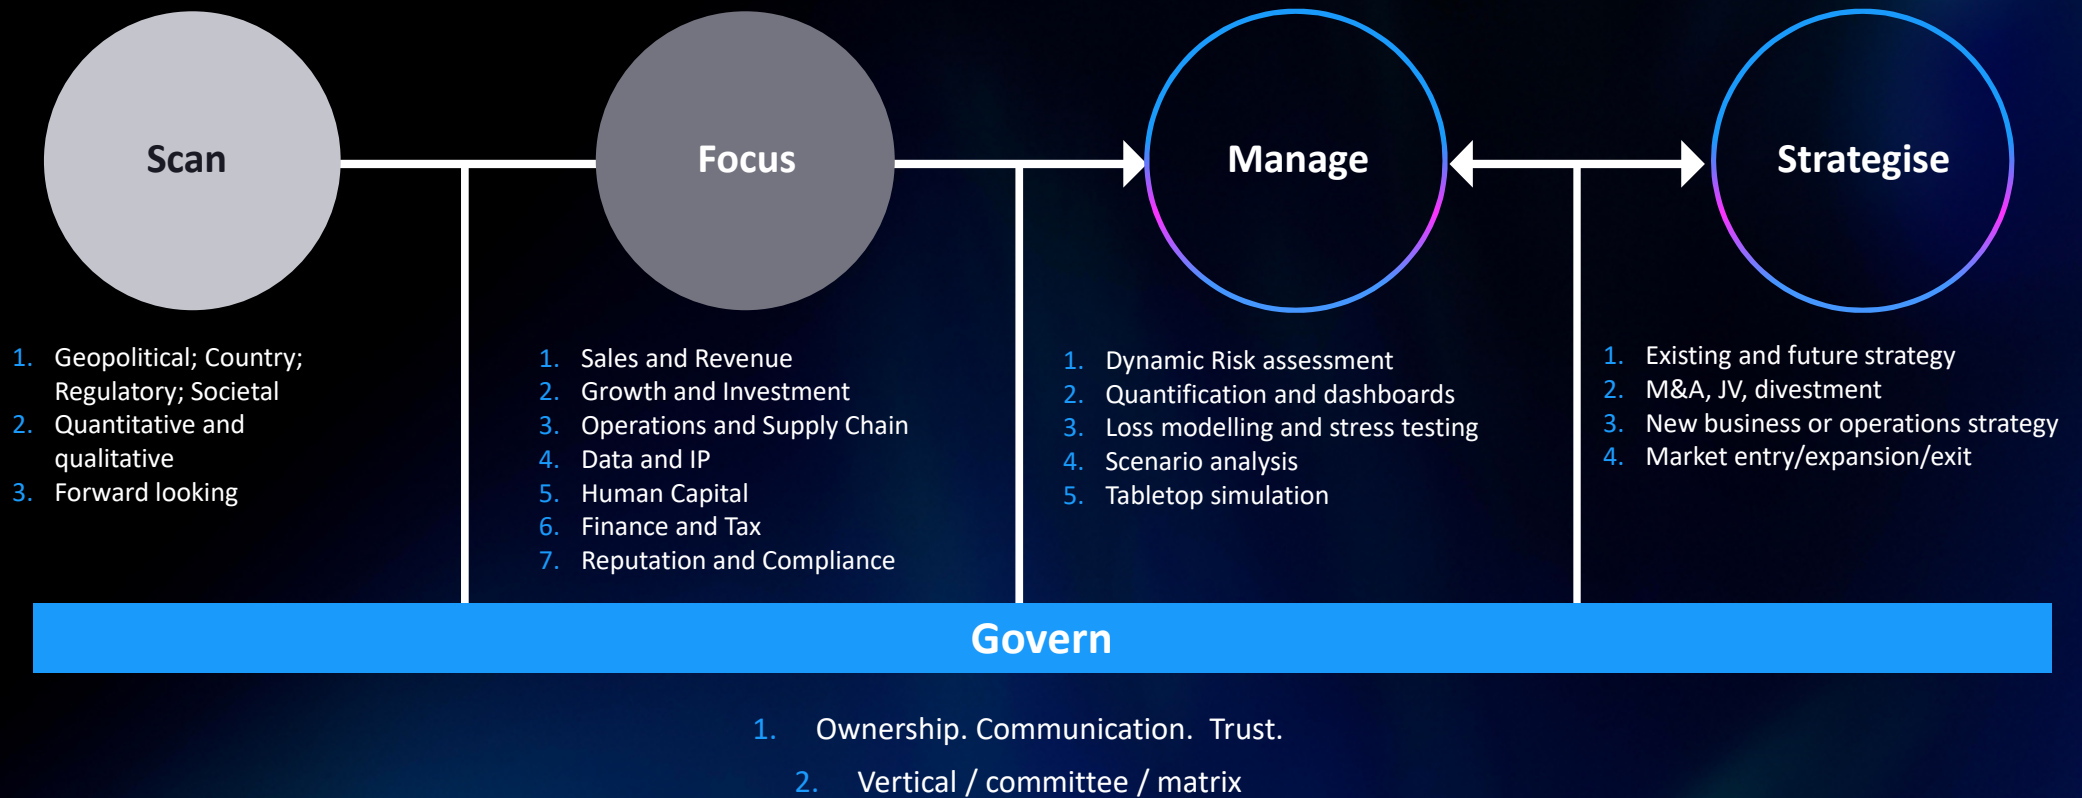 Scan
Focus
Manage
Strategise
1. Geopolitical; Country;
Regulatory; Societal
2. Quantitative and
qualitative
3. Forward looking
1. Sales and Revenue
2. Growth and Investment
3. Operations and Supply Chain
4. Data and IP
5. Human Capital
6. Finance and Tax
7. Reputation and Compliance
1. Dynamic Risk assessment
2. Quantification and dashboards
3. Loss modelling and stress testing
4. Scenario analysis
5. Tabletop simulation
1. Existing and future strategy
2. M&A, JV, divestment
3. New business or operations strategy
4. Market entry/expansion/exit
Govern
1. Ownership. Communication. Trust.
2. Vertical / committee / matrix